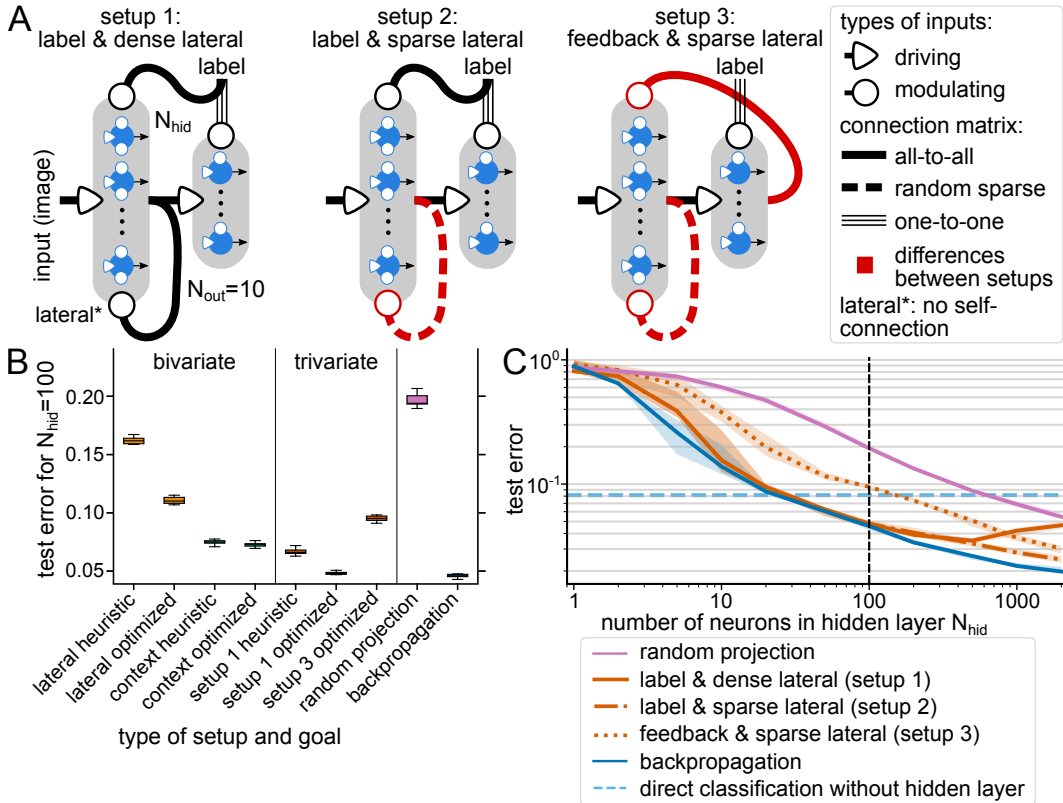 A
setup 1:
label & dense lateral
label
N_hid
input (image)
N_out=10
lateral*
setup 2:
label & sparse lateral
label
setup 3:
feedback & sparse lateral
label
types of inputs:
driving
modulating
connection matrix:
all-to-all
random sparse
one-to-one
differences
between setups
lateral*: no self-
connection
B
bivariate
trivariate
test error for N_hid=100
0.20
0.15
0.10
0.05
lateral heuristic
lateral optimized
context heuristic
context optimized
setup 1 heuristic
setup 1 optimized
setup 3 optimized
random projection
backpropagation
type of setup and goal
C
test error
10^0
10^-1
1
10
100
1000
number of neurons in hidden layer N_hid
random projection
label & dense lateral (setup 1)
label & sparse lateral (setup 2)
feedback & sparse lateral (setup 3)
backpropagation
direct classification without hidden layer